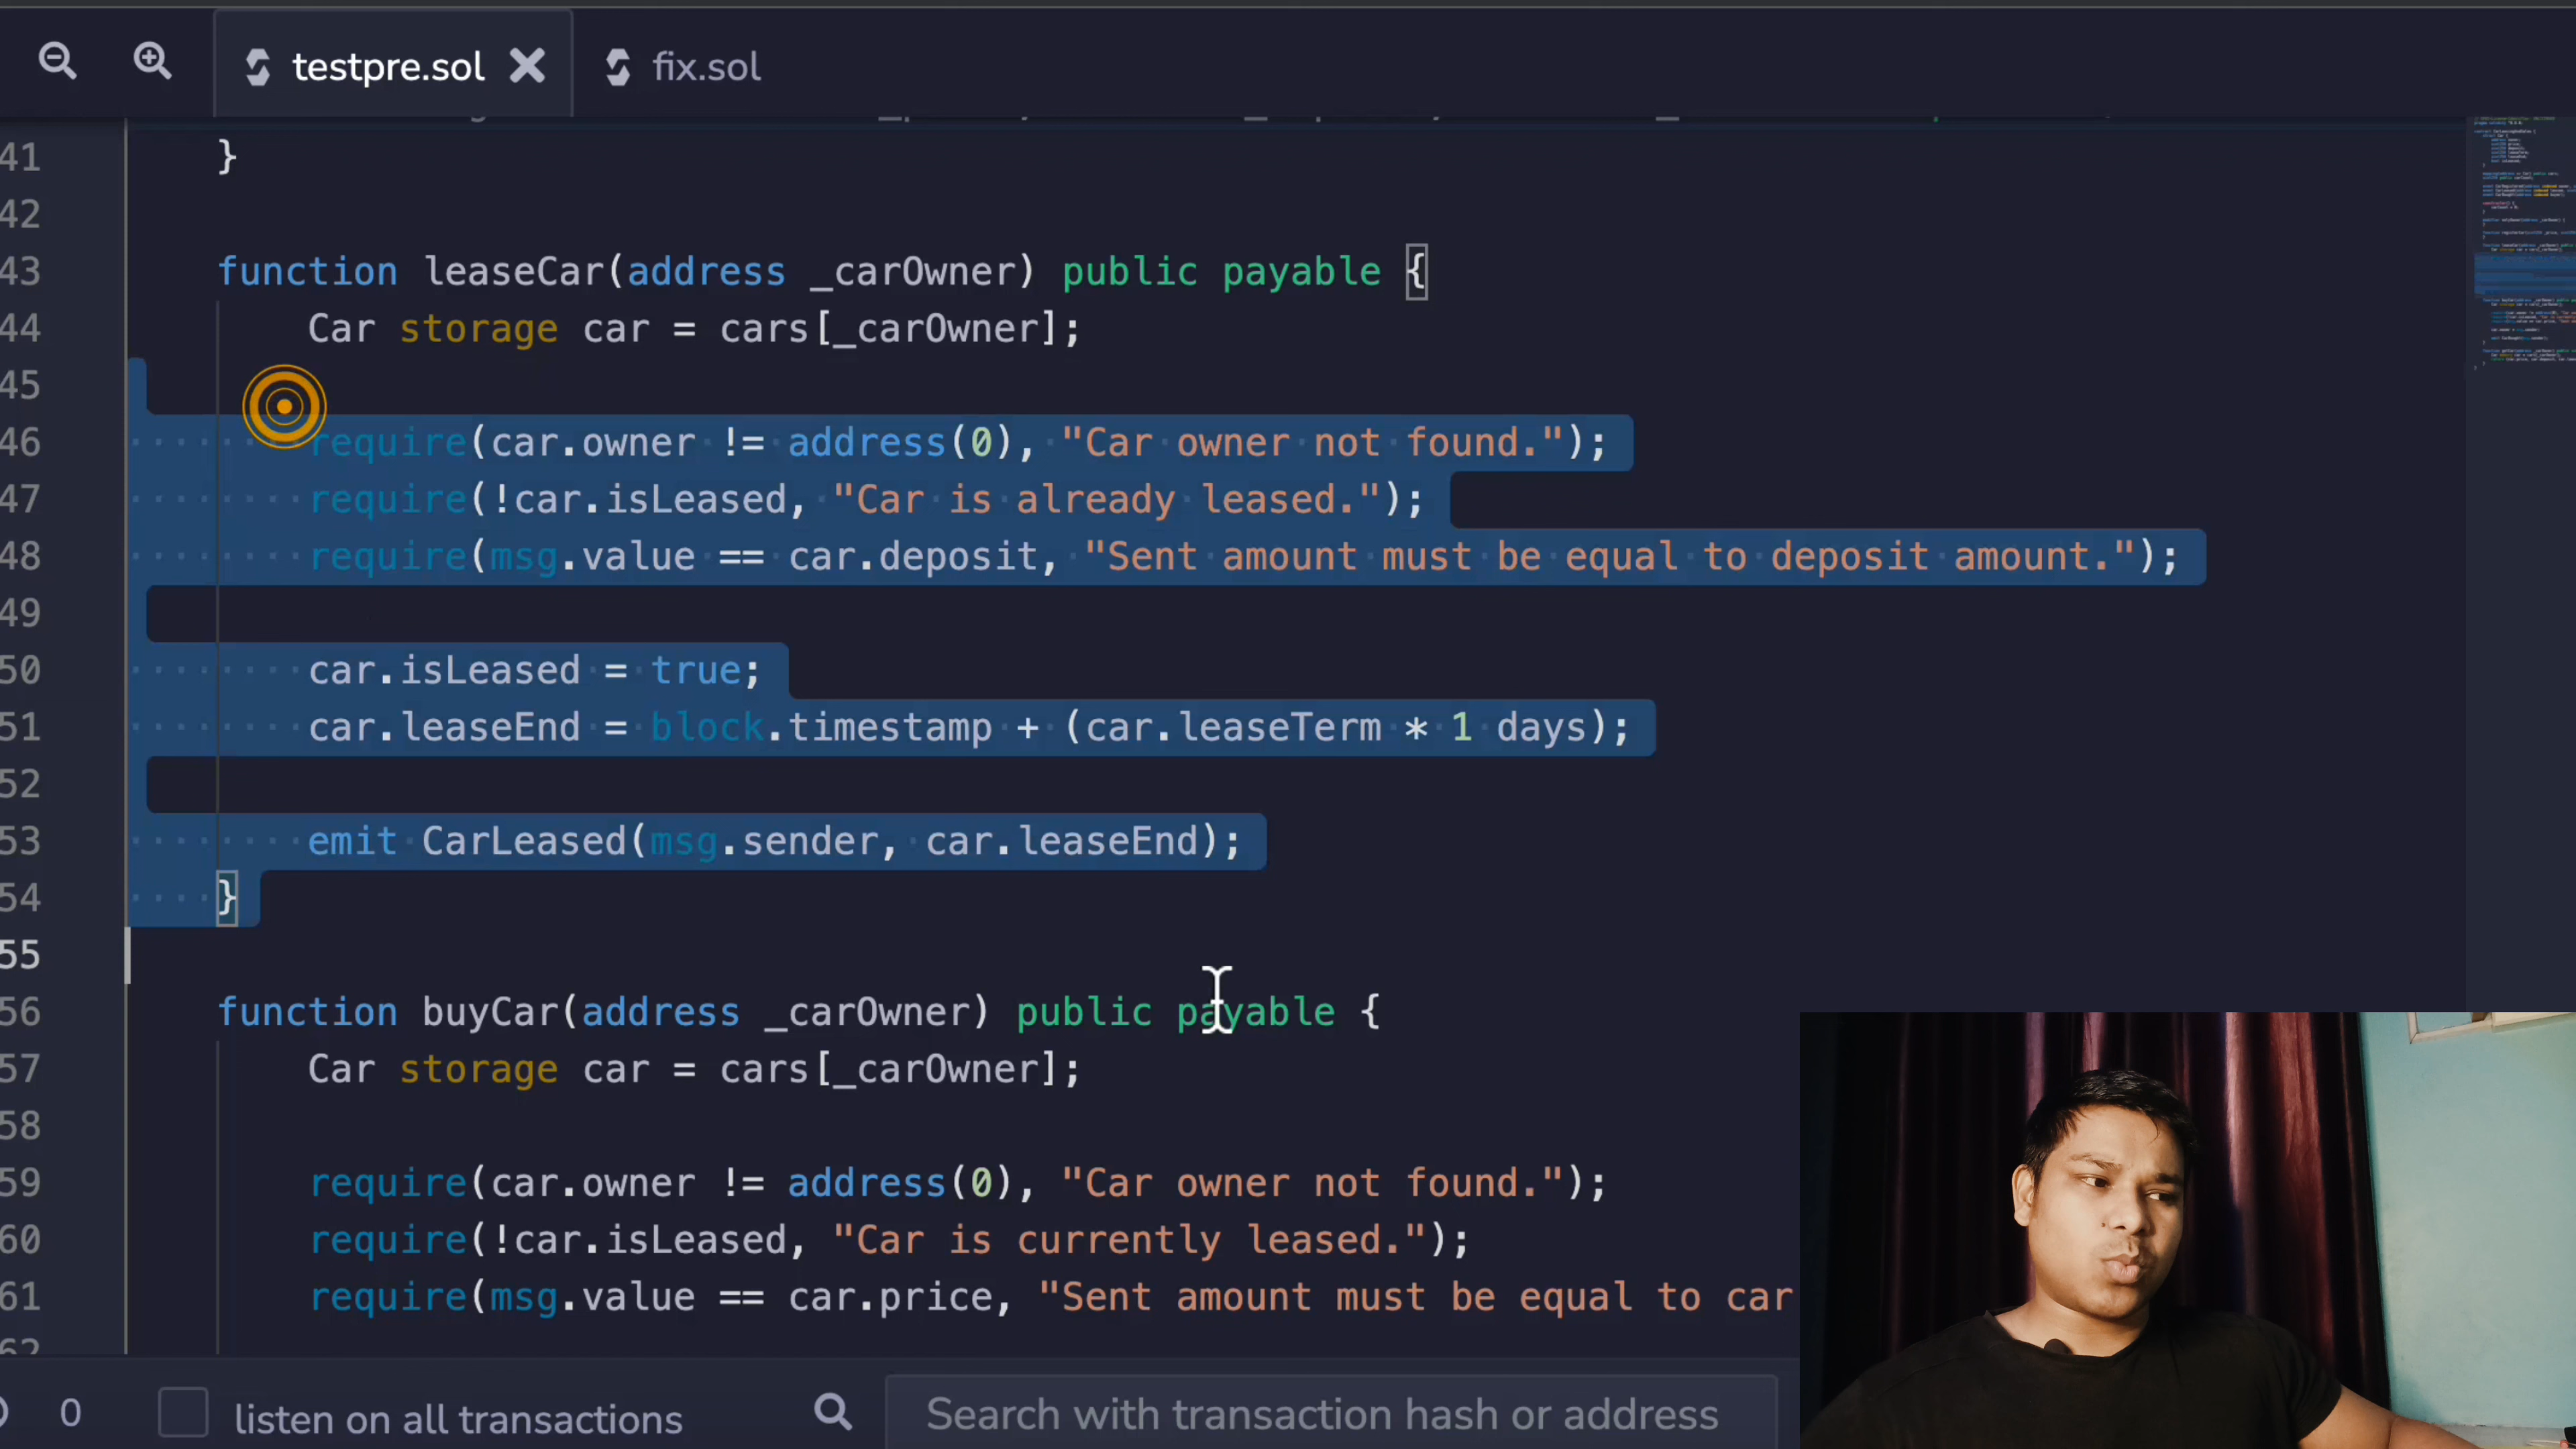 testpre.sol
fix.sol
41 }
42
43 function leaseCar(address _carOwner) public payable {
44 Car storage car = cars[_carOwner];
45
46 require(car.owner != address(0), "Car owner not found.");
47 require(!car.isLeased, "Car is already leased.");
48 require(msg.value == car.deposit, "Sent amount must be equal to deposit amount.");
49
50 car.isLeased = true;
51 car.leaseEnd = block.timestamp + (car.leaseTerm * 1 days);
52
53 emit CarLeased(msg.sender, car.leaseEnd);
54 }
55
56 function buyCar(address _carOwner) public payable {
57 Car storage car = cars[_carOwner];
58
59 require(car.owner != address(0), "Car owner not found.");
60 require(!car.isLeased, "Car is currently leased.");
61 require(msg.value == car.price, "Sent amount must be equal to car
62
0
listen on all transactions
Search with transaction hash or address